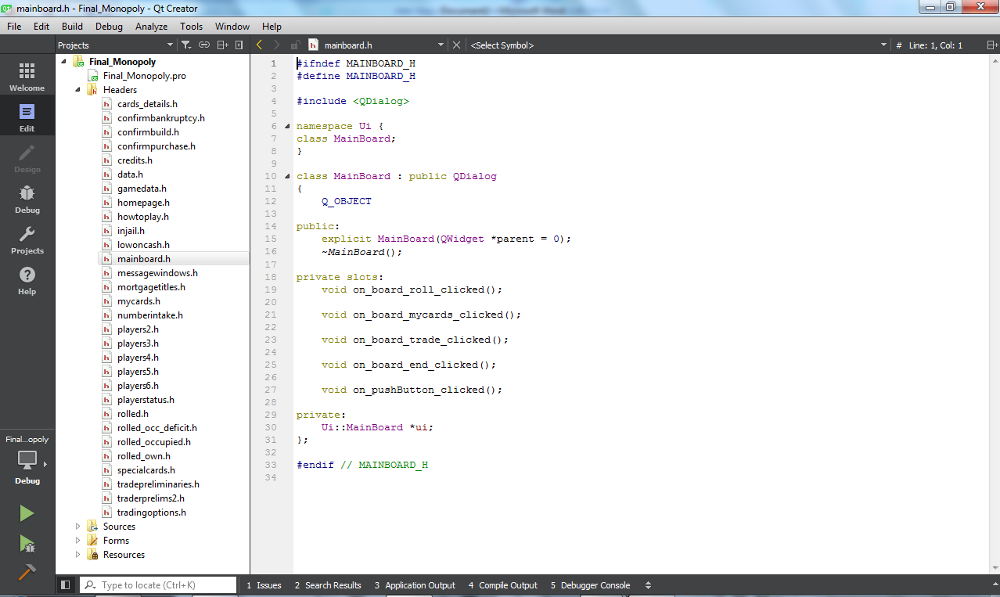 mainboard.h - Final_Monopoly - Qt Creator
File Edit Build Debug Analyze Tools Window Help
Projects
mainboard.h
<Select Symbol>
# Line: 1, Col: 1
Welcome
Edit
Design
Debug
Projects
Help
Final...opoly
Debug
Final_Monopoly
Final_Monopoly.pro
Headers
cards_details.h
confirmbankruptcy.h
confirmbuild.h
confirmpurchase.h
credits.h
data.h
gamedata.h
homepage.h
howtoplay.h
injail.h
lowoncash.h
mainboard.h
messagewindows.h
mortgagetitles.h
mycards.h
numberintake.h
players2.h
players3.h
players4.h
players5.h
players6.h
playerstatus.h
rolled.h
rolled_occ_deficit.h
rolled_occupied.h
rolled_own.h
specialcards.h
tradepreliminaries.h
traderprelims2.h
tradingoptions.h
Sources
Forms
Resources
1 #ifndef MAINBOARD_H
2 #define MAINBOARD_H
3
4 #include <QDialog>
5
6 namespace Ui {
7 class MainBoard;
8 }
9
10 class MainBoard : public QDialog
11 {
12 Q_OBJECT
13
14 public:
15 explicit MainBoard(QWidget *parent = 0);
16 ~MainBoard();
17
18 private slots:
19 void on_board_roll_clicked();
20
21 void on_board_mycards_clicked();
22
23 void on_board_trade_clicked();
24
25 void on_board_end_clicked();
26
27 void on_pushButton_clicked();
28
29 private:
30 Ui::MainBoard *ui;
31 };
32
33 #endif // MAINBOARD_H
34
Type to locate (Ctrl+K)
1 Issues 2 Search Results 3 Application Output 4 Compile Output 5 Debugger Console